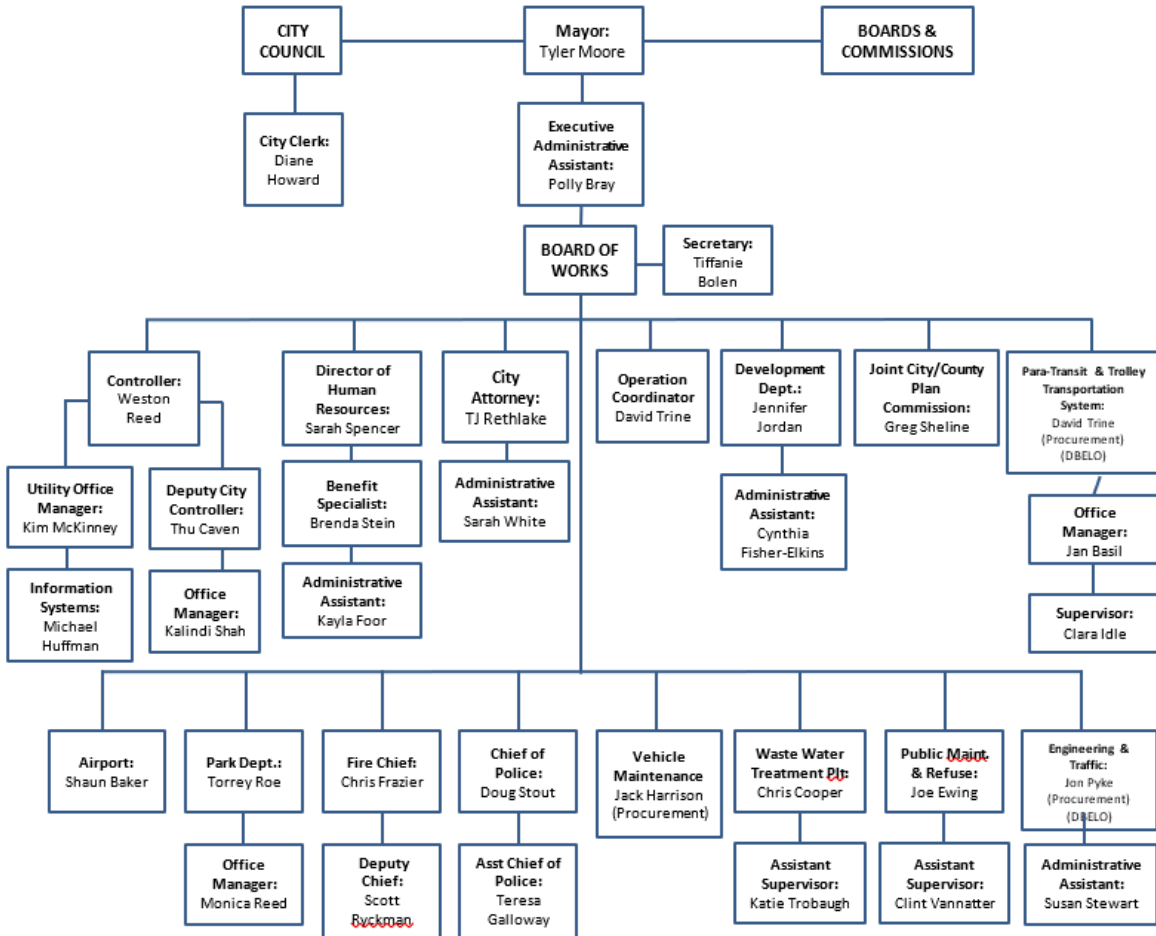 CITY
COUNCIL
Mayor:
Tyler Moore
BOARDS &
COMMISSIONS
City Clerk:
Diane
Howard
Executive
Administrative
Assistant:
Polly Bray
BOARD OF
WORKS
Secretary:
Tiffanie
Bolen
Controller:
Weston
Reed
Director of
Human
Resources:
Sarah Spencer
City
Attorney:
TJ Rethlake
Operation
Coordinator
David Trine
Development
Dept.:
Jennifer
Jordan
Joint City/County
Plan
Commission:
Greg Sheline
Para-Transit & Trolley
Transportation
System:
David Trine
(Procurement)
(DBELO)
Utility Office
Manager:
Kim McKinney
Deputy City
Controller:
Thu Caven
Benefit
Specialist:
Brenda Stein
Administrative
Assistant:
Sarah White
Administrative
Assistant:
Cynthia
Fisher-Elkins
Office
Manager:
Jan Basil
Information
Systems:
Michael
Huffman
Office
Manager:
Kalindi Shah
Administrative
Assistant:
Kayla Foor
Supervisor:
Clara Idle
Airport:
Shaun Baker
Park Dept.:
Torrey Roe
Fire Chief:
Chris Frazier
Chief of
Police:
Doug Stout
Vehicle
Maintenance
Jack Harrison
(Procurement)
Waste Water
Treatment Plt:
Chris Cooper
Public Maint.
& Refuse:
Joe Ewing
Engineering &
Traffic:
Jon Pyke
(Procurement)
(DBELO)
Office
Manager:
Monica Reed
Deputy
Chief:
Scott
Ryckman
Asst Chief of
Police:
Teresa
Galloway
Assistant
Supervisor:
Katie Trobaugh
Assistant
Supervisor:
Clint Vannatter
Administrative
Assistant:
Susan Stewart